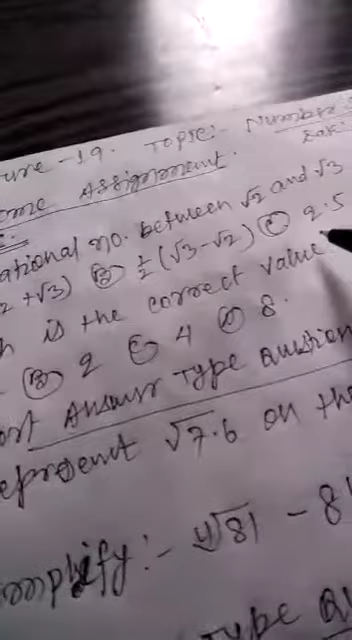 ure-19. Topic:- Number
ome Assignment.
ational no. between √2 and √3
2 + √3) (B) 1/2 (√3-√2) (C) 2.5
h is the correct value
(B) 2 (C) 4 (D) 8.
ort Answer Type Question
epresent √7.6 on th
implify:- ∜81 - 8
Type Q